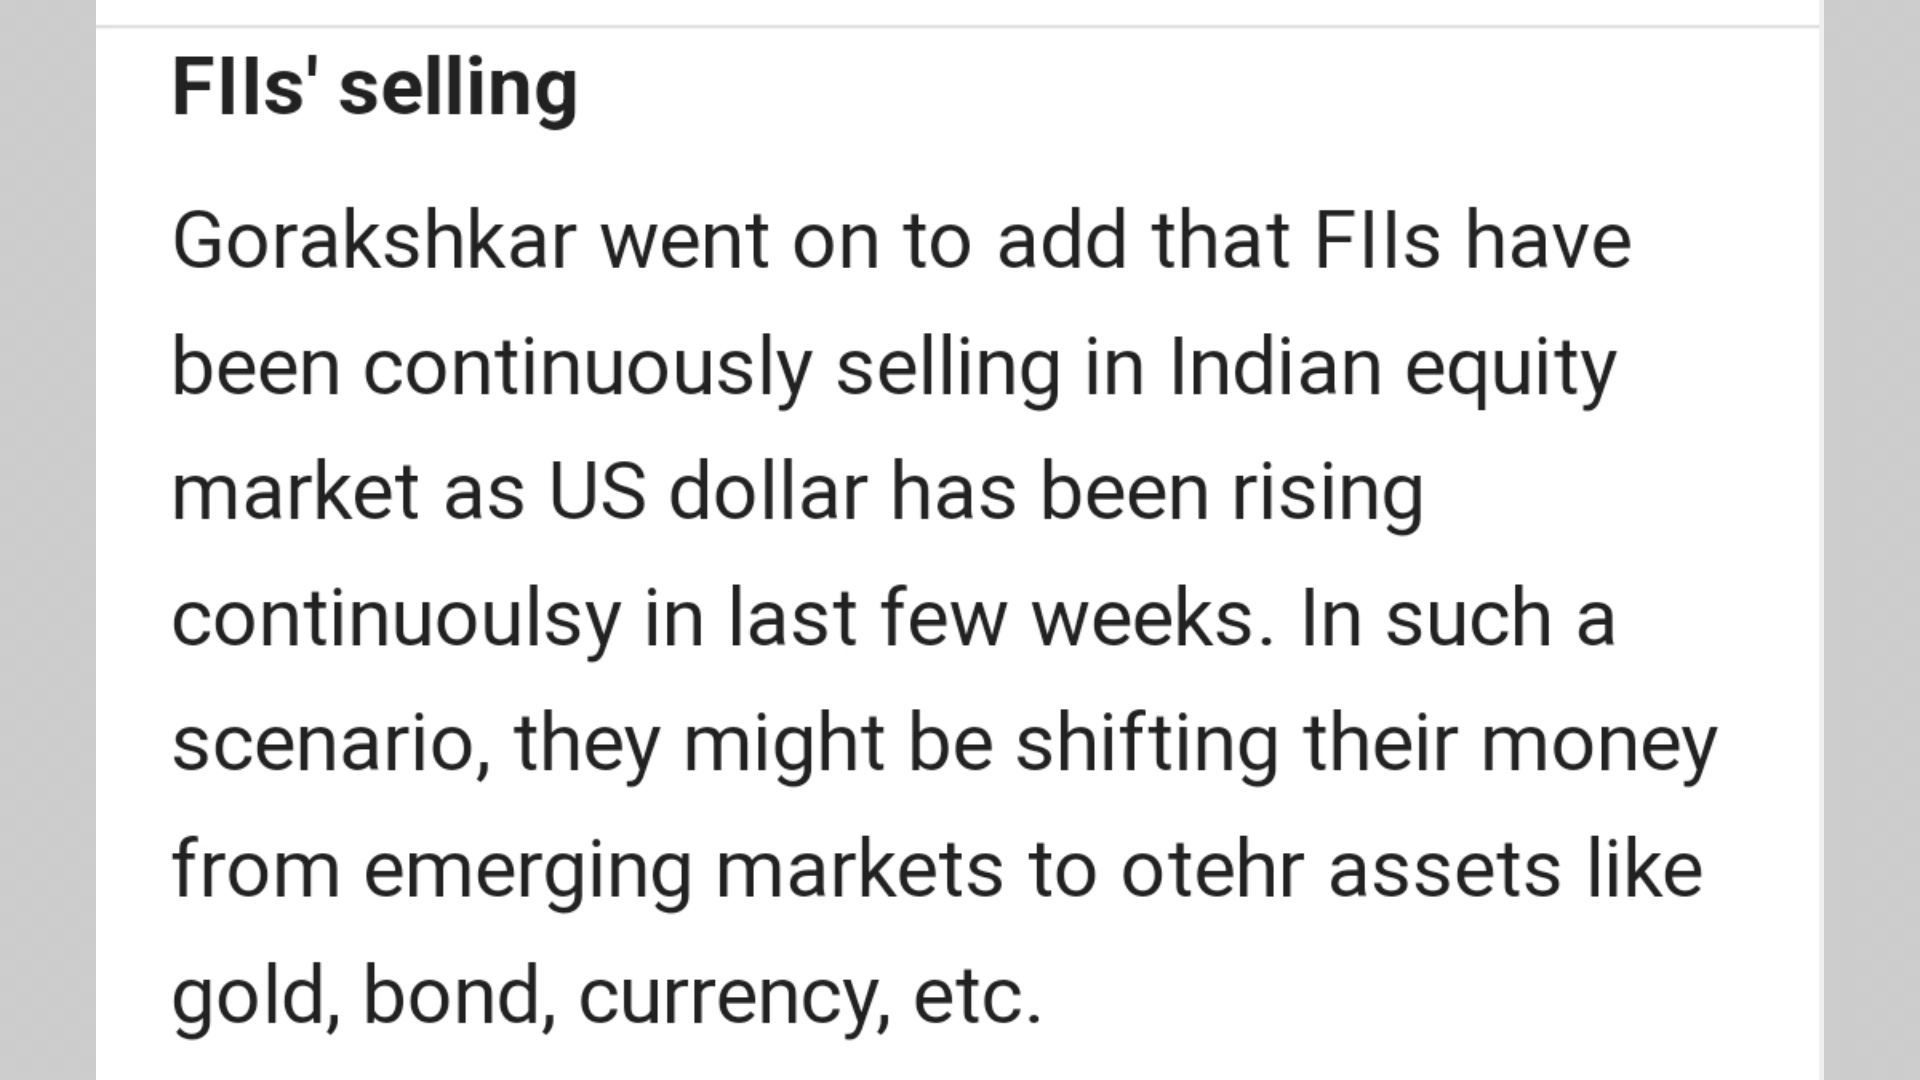 FIIs' selling
Gorakshkar went on to add that FIIs have
been continuously selling in Indian equity
market as US dollar has been rising
continuoulsy in last few weeks. In such a
scenario, they might be shifting their money
from emerging markets to otehr assets like
gold, bond, currency, etc.